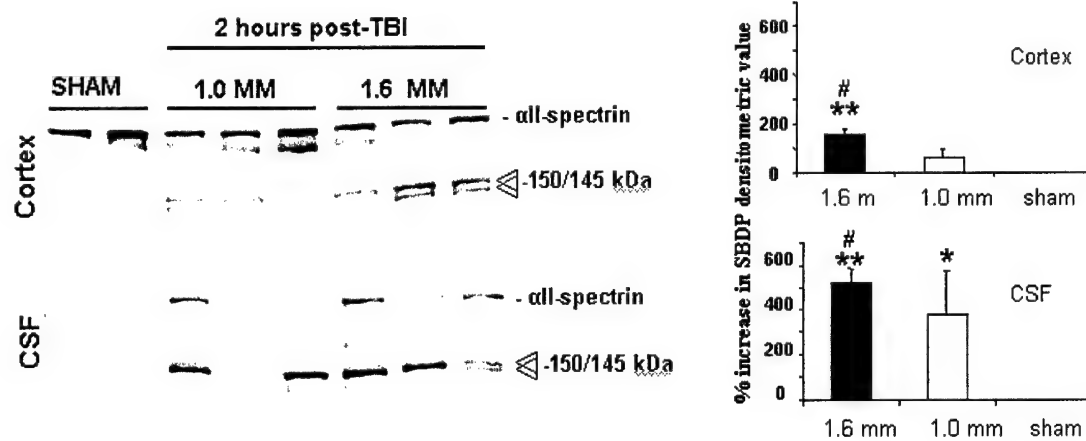 2 hours post-TBI
SHAM 1.0 MM 1.6 MM
Cortex
- αII-spectrin
-150/145 kDa
CSF
- αII-spectrin
-150/145 kDa
% increase in SBDP densitometric value
600
400
200
0
Cortex
#
**
1.6 m 1.0 mm sham
600
400
200
0
CSF
#
**
*
1.6 mm 1.0 mm sham